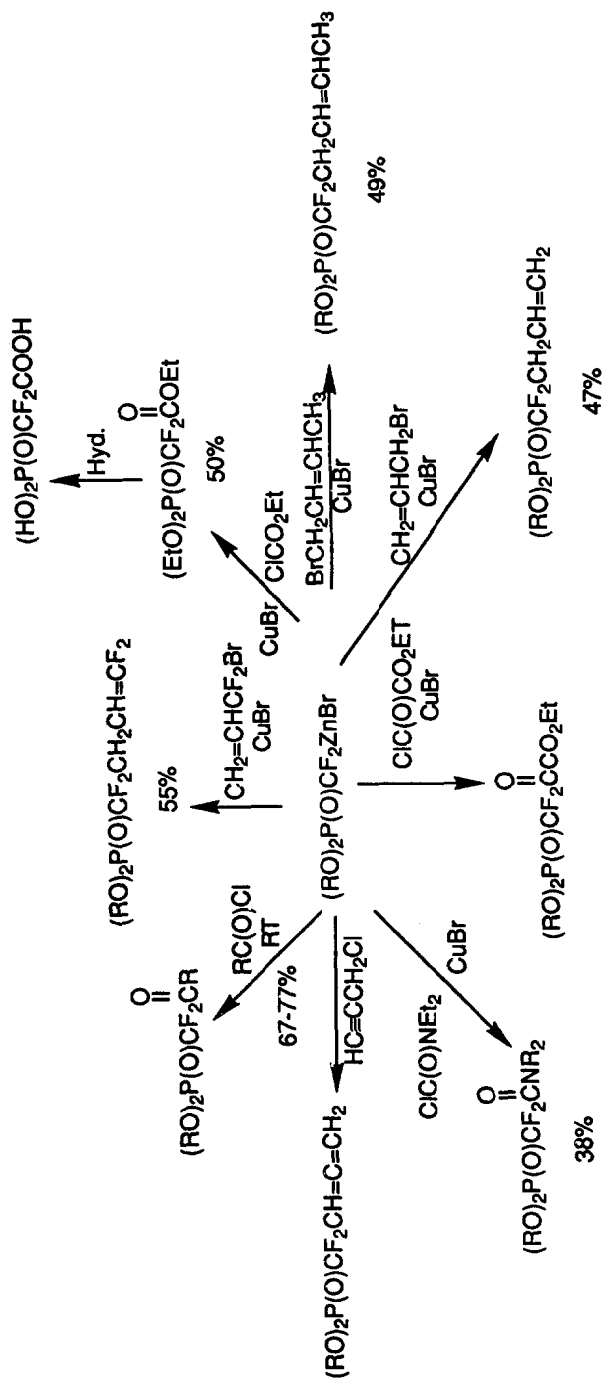 (HO)2P(O)CF2COOH
Hyd.
O
(EtO)2P(O)CF2COEt
50%
(RO)2P(O)CF2CH2CH=CF2
55%
CH2=CHCF2Br
CuBr
CuBr
ClCO2Et
O
(RO)2P(O)CF2CR
RC(O)Cl
RT
67-77%
(RO)2P(O)CF2CH=C=CH2
HC≡CCH2Cl
(RO)2P(O)CF2ZnBr
BrCH2CH=CHCH3
CuBr
(RO)2P(O)CF2CH2CH=CHCH3
49%
CH2=CHCH2Br
CuBr
(RO)2P(O)CF2CH2CH=CH2
47%
ClC(O)CO2ET
CuBr
O
(RO)2P(O)CF2CCO2Et
ClC(O)NEt2
CuBr
O
(RO)2P(O)CF2CNR2
38%